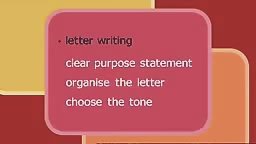 • letter writing
clear purpose statement
organise the letter
choose the tone